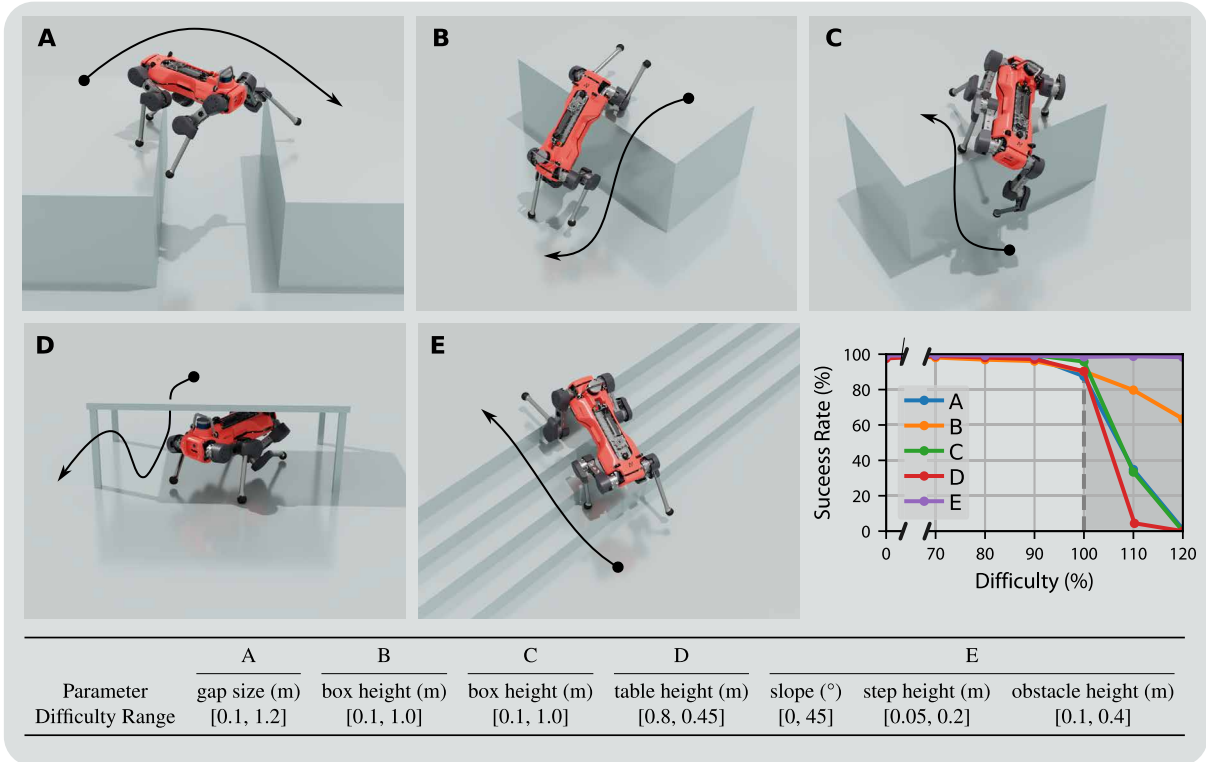 A
B
C
D
E
Sucess Rate (%)
100
80
60
40
20
0
A
B
C
D
E
0 70 80 90 100 110 120
Difficulty (%)
A B C D E
Parameter gap size (m) box height (m) box height (m) table height (m) slope (°) step height (m) obstacle height (m)
Difficulty Range [0.1, 1.2] [0.1, 1.0] [0.1, 1.0] [0.8, 0.45] [0, 45] [0.05, 0.2] [0.1, 0.4]